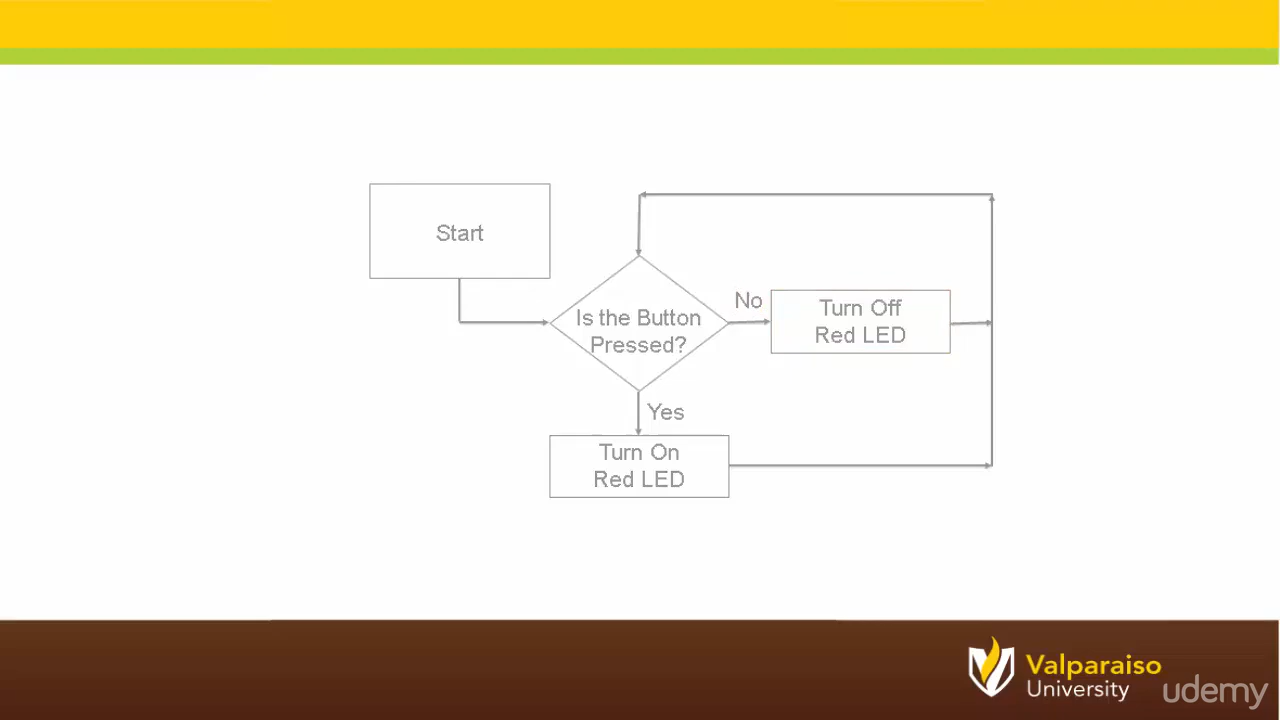 Start
Is the Button
Pressed?
No
Turn Off
Red LED
Yes
Turn On
Red LED
Valparaiso
University
udemy